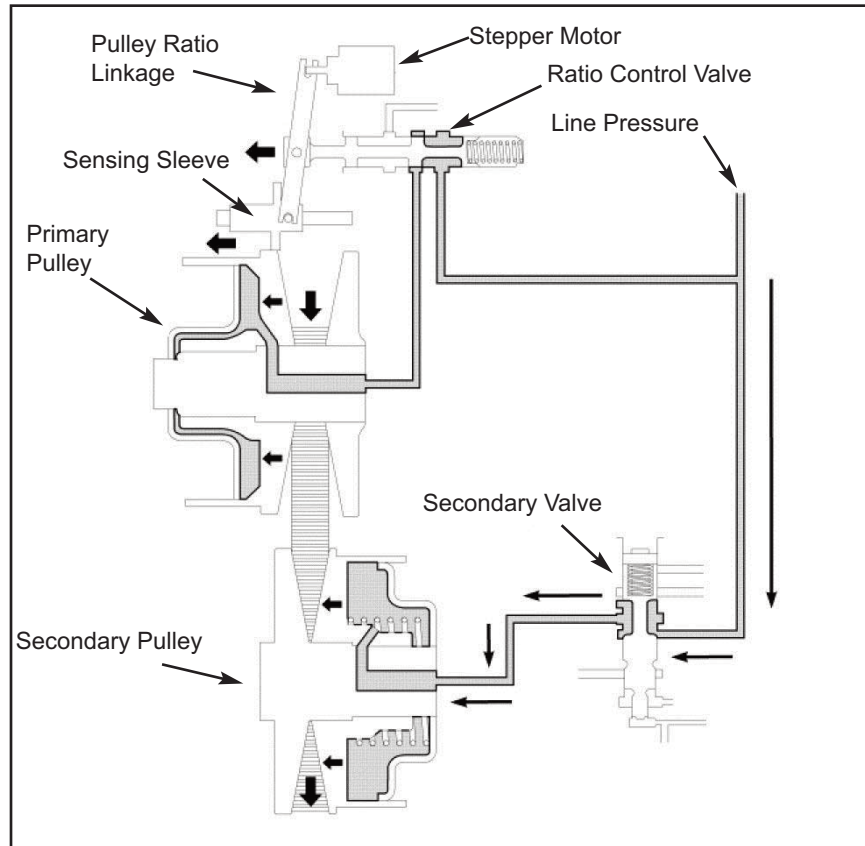 Pulley Ratio
Linkage
Stepper Motor
Ratio Control Valve
Line Pressure
Sensing Sleeve
Primary
Pulley
Secondary Valve
Secondary Pulley